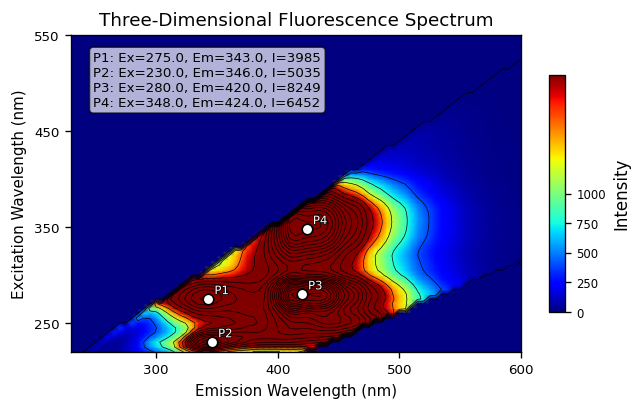 Three-Dimensional Fluorescence Spectrum
550
450
350
250
Excitation Wavelength (nm)
P1: Ex=275.0, Em=343.0, I=3985
P2: Ex=230.0, Em=346.0, I=5035
P3: Ex=280.0, Em=420.0, I=8249
P4: Ex=348.0, Em=424.0, I=6452
P4
P1
P3
P2
300
400
500
600
Emission Wavelength (nm)
1000
750
500
250
0
Intensity